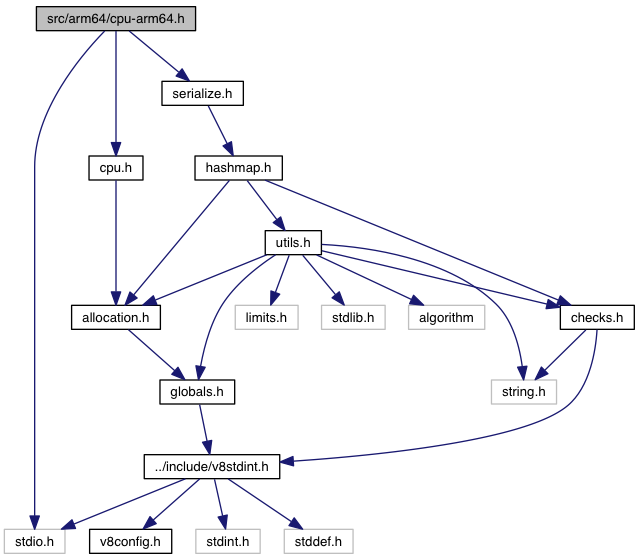 src/arm64/cpu-arm64.h
serialize.h
cpu.h
hashmap.h
utils.h
allocation.h
limits.h
stdlib.h
algorithm
checks.h
globals.h
string.h
../include/v8stdint.h
stdio.h
v8config.h
stdint.h
stddef.h